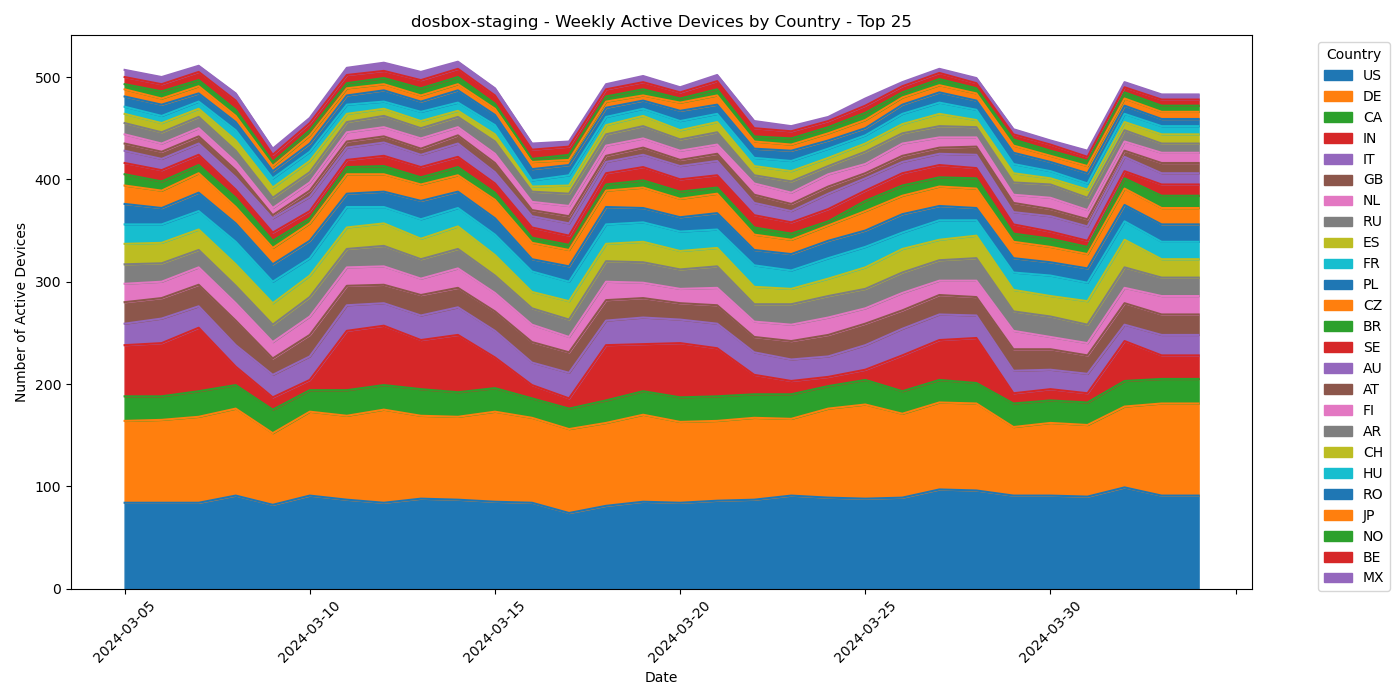 dosbox-staging - Weekly Active Devices by Country - Top 25
Number of Active Devices
500
400
300
200
100
0
2024-03-05
2024-03-10
2024-03-15
2024-03-20
2024-03-25
2024-03-30
Date
Country
US
DE
CA
IN
IT
GB
NL
RU
ES
FR
PL
CZ
BR
SE
AU
AT
FI
AR
CH
HU
RO
JP
NO
BE
MX